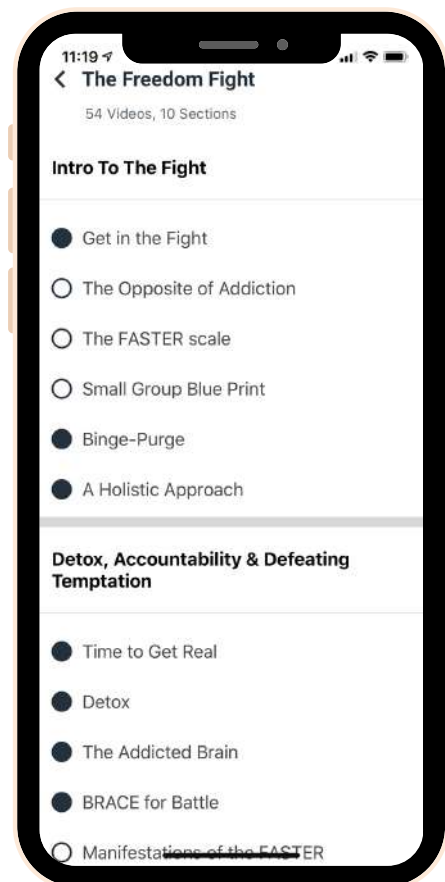 11:19
The Freedom Fight
54 Videos, 10 Sections
Intro To The Fight
Get in the Fight
The Opposite of Addiction
The FASTER scale
Small Group Blue Print
Binge-Purge
A Holistic Approach
Detox, Accountability & Defeating
Temptation
Time to Get Real
Detox
The Addicted Brain
BRACE for Battle
Manifestations of the FASTER